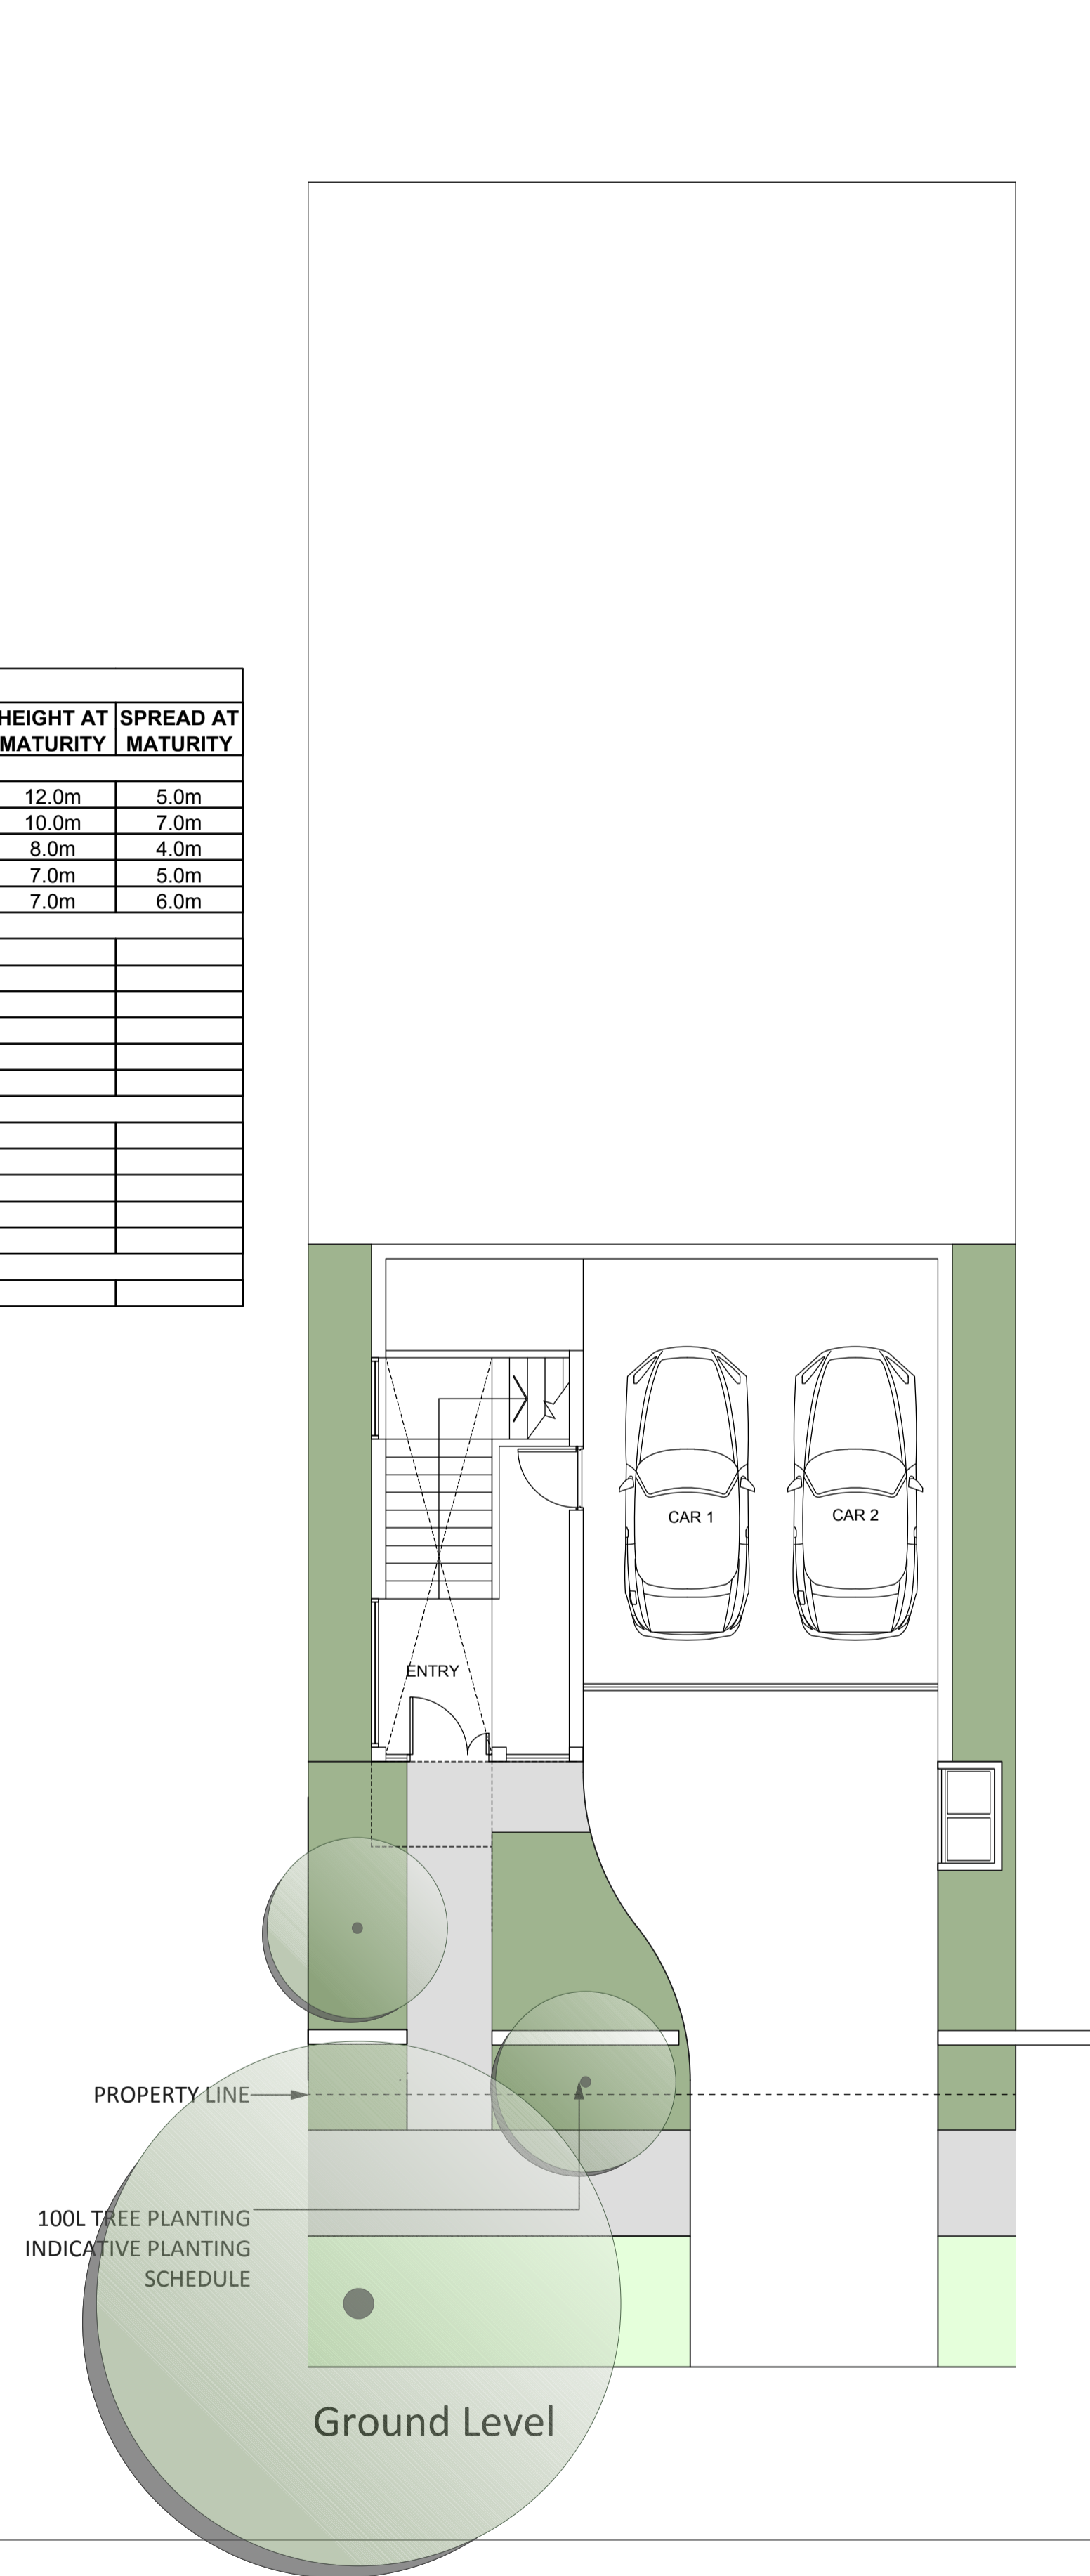 HEIGHT AT SPREAD AT
MATURITY MATURITY
12.0m 5.0m
10.0m 7.0m
8.0m 4.0m
7.0m 5.0m
7.0m 6.0m
CAR 1 CAR 2
ENTRY
PROPERTY LINE
100L TREE PLANTING
INDICATIVE PLANTING
SCHEDULE
Ground Level